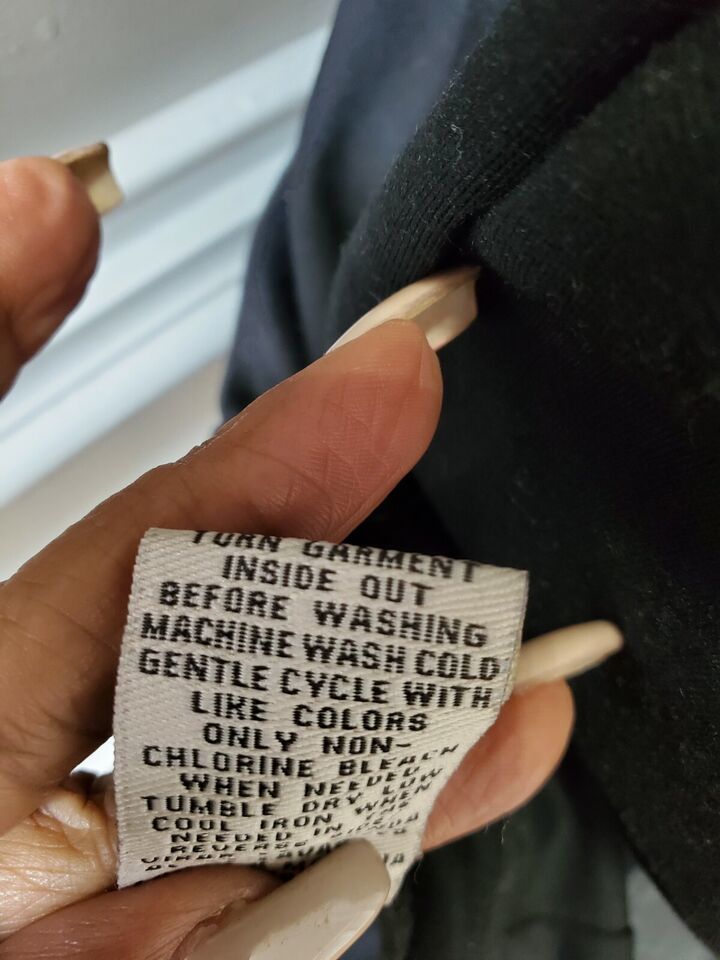 TURN GARMENT
INSIDE OUT
BEFORE WASHING
MACHINE WASH COLD
GENTLE CYCLE WITH
LIKE COLORS
ONLY NON-
CHLORINE BLEACH
WHEN NEEDED
TUMBLE DRY LOW
COOL IRON WHEN
NEEDED